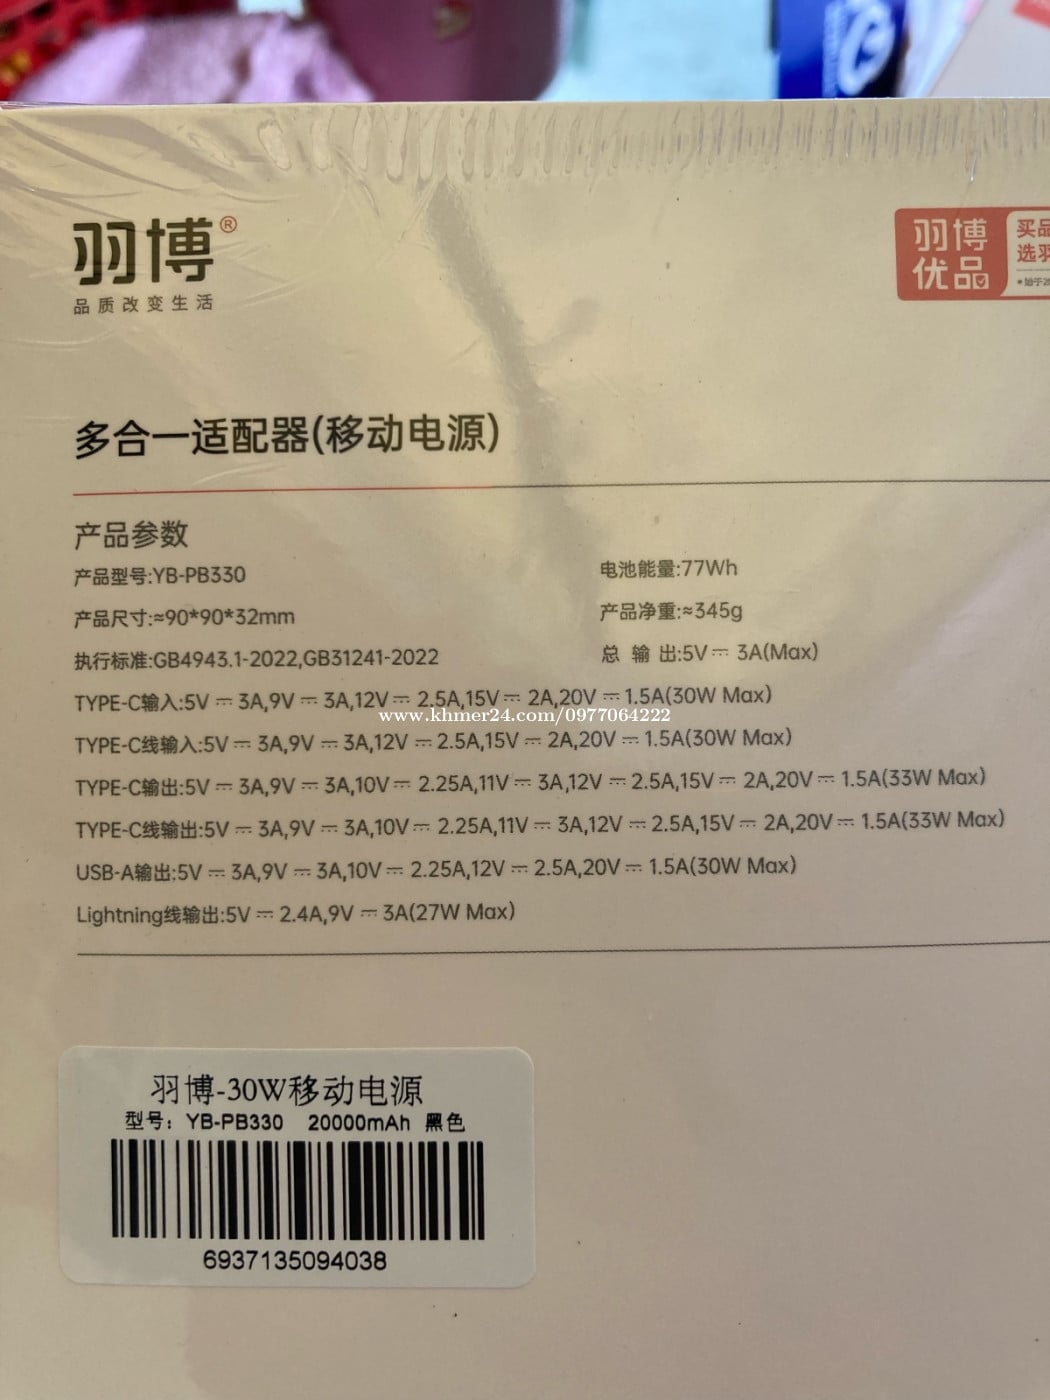 羽博®
品质改变生活
羽博
优品
买品
选羽
多合一适配器(移动电源)
产品参数
产品型号:YB-PB330
电池能量:77Wh
产品尺寸:≈90*90*32mm
产品净重:≈345g
执行标准:GB4943.1-2022,GB31241-2022
总 输 出:5V⎓3A(Max)
TYPE-C输入:5V⎓3A,9V⎓3A,12V⎓2.5A,15V⎓2A,20V⎓1.5A(30W Max)
www.khmer24.com/0977064222
TYPE-C线输入:5V⎓3A,9V⎓3A,12V⎓2.5A,15V⎓2A,20V⎓1.5A(30W Max)
TYPE-C输出:5V⎓3A,9V⎓3A,10V⎓2.25A,11V⎓3A,12V⎓2.5A,15V⎓2A,20V⎓1.5A(33W Max)
TYPE-C线输出:5V⎓3A,9V⎓3A,10V⎓2.25A,11V⎓3A,12V⎓2.5A,15V⎓2A,20V⎓1.5A(33W Max)
USB-A输出:5V⎓3A,9V⎓3A,10V⎓2.25A,12V⎓2.5A,20V⎓1.5A(30W Max)
Lightning线输出:5V⎓2.4A,9V⎓3A(27W Max)
羽博-30W移动电源
型号：YB-PB330 20000mAh 黑色
6937135094038